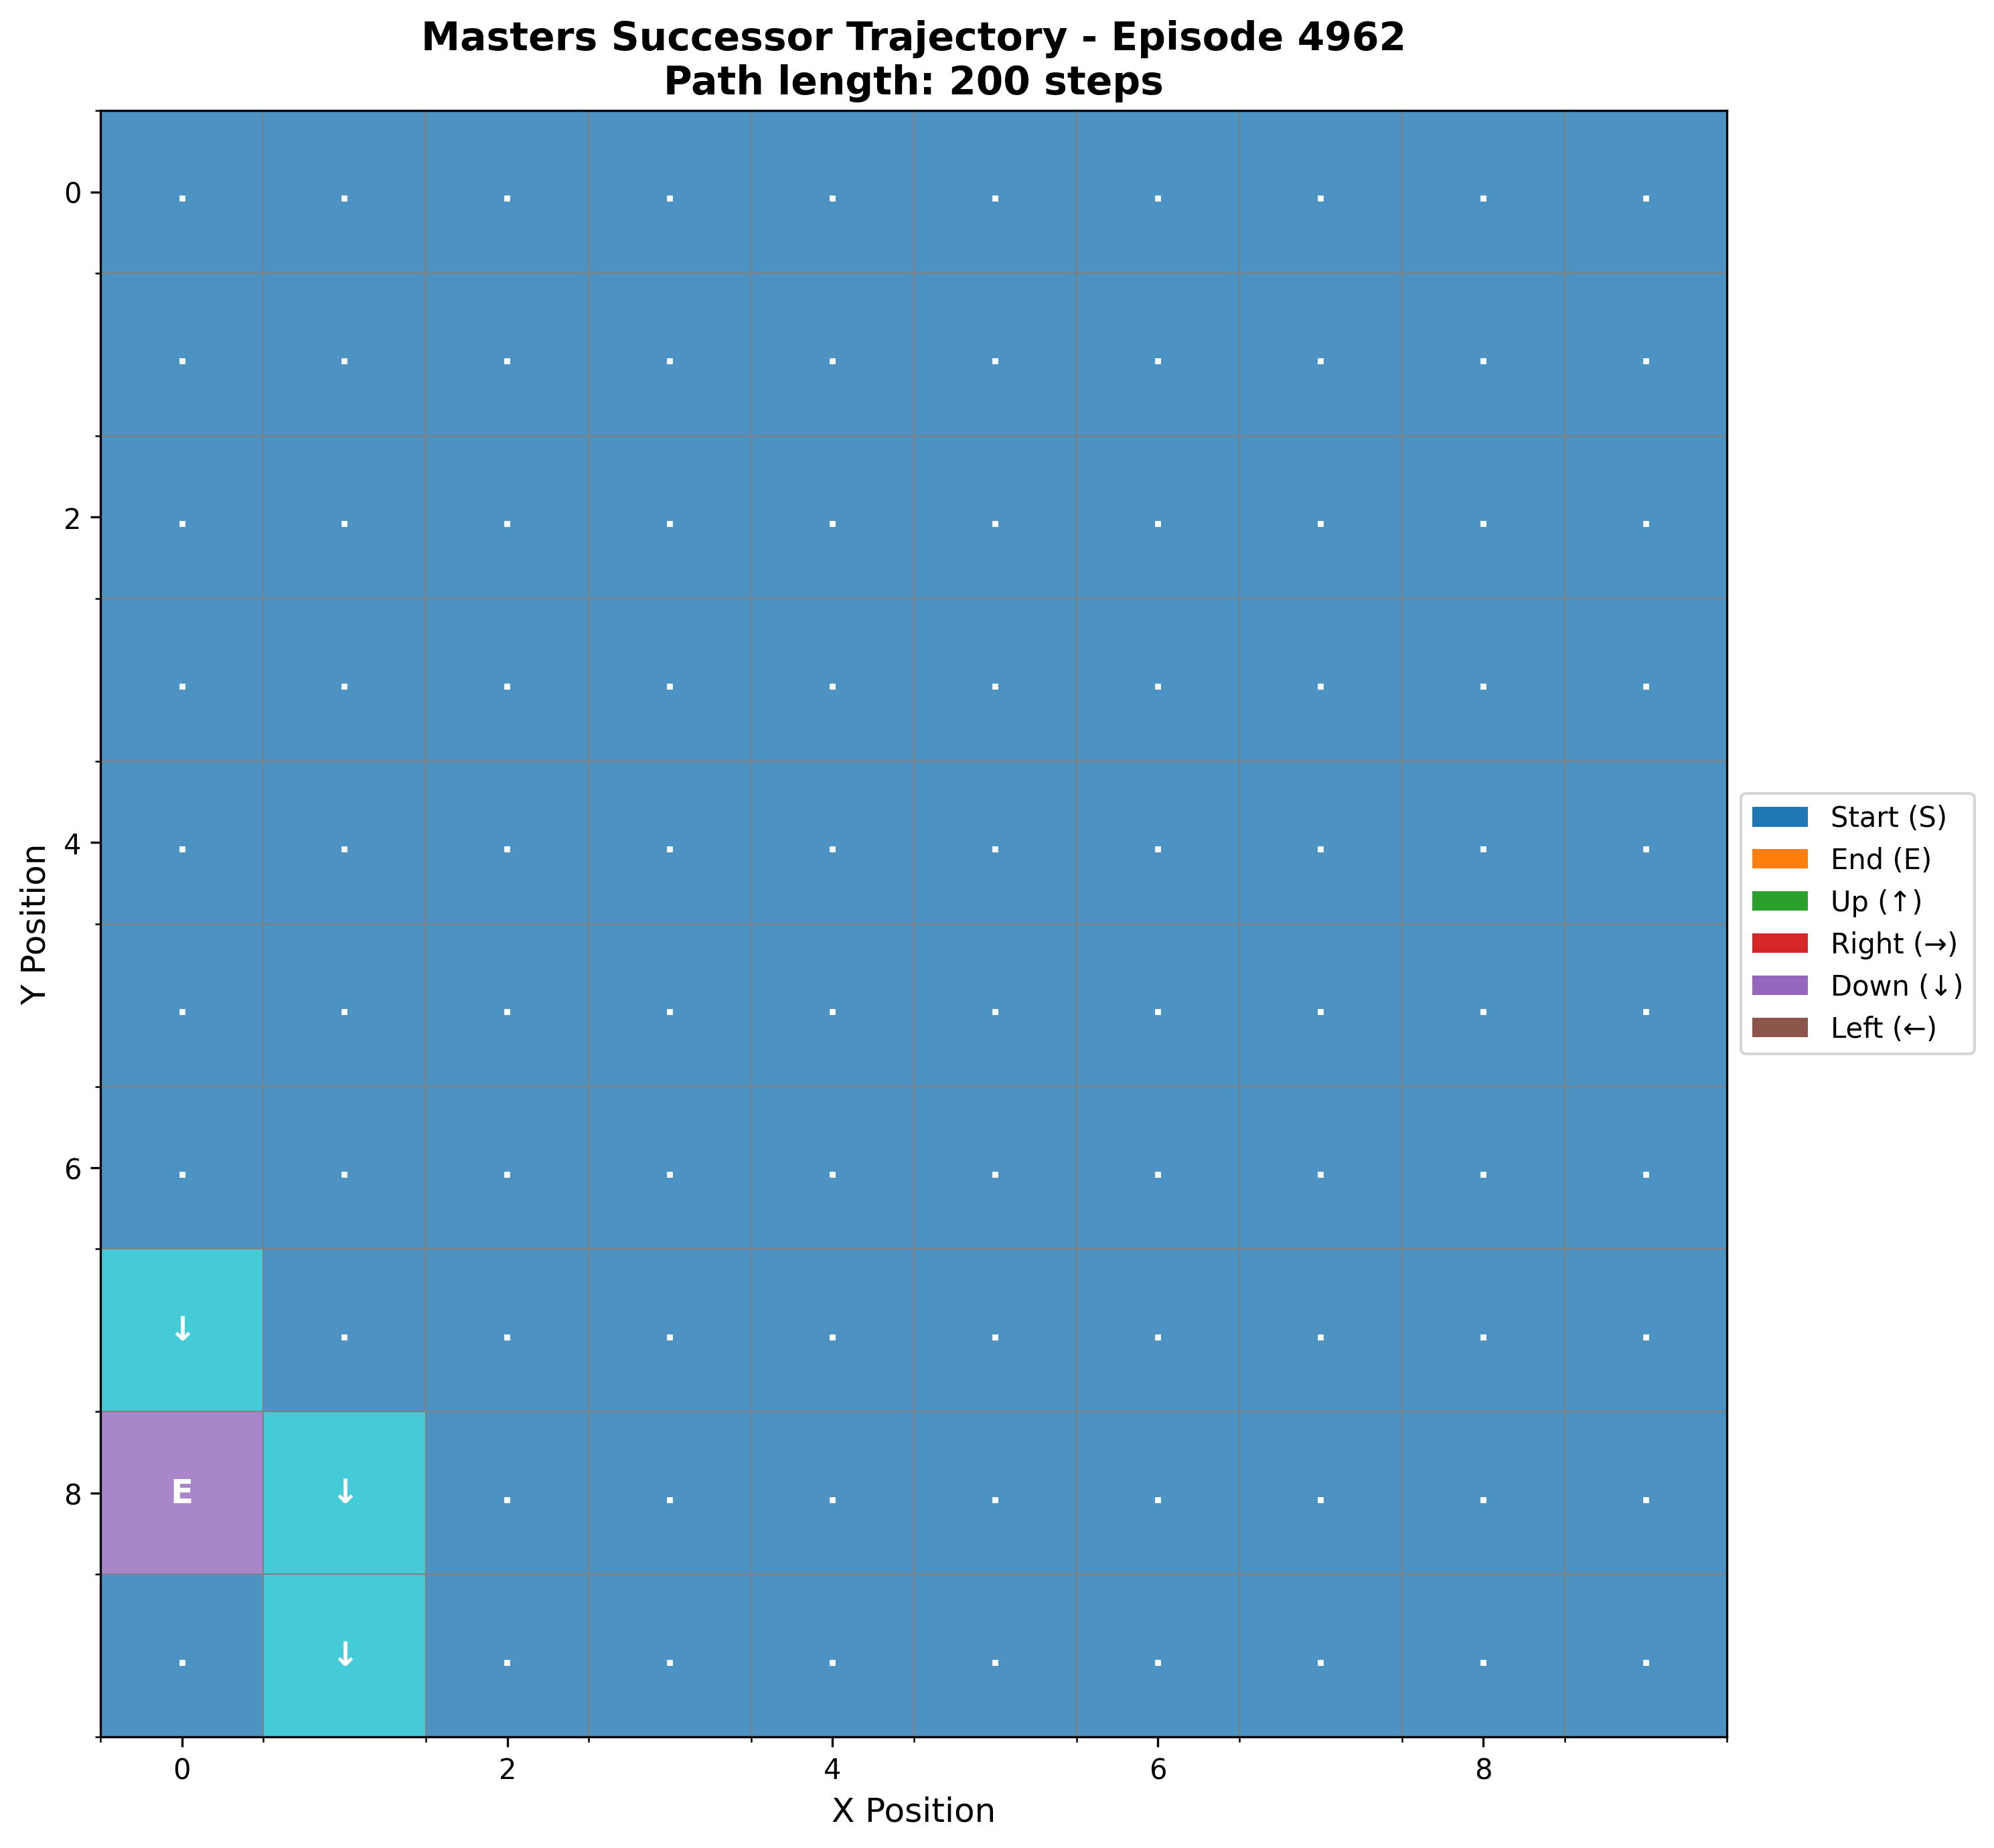 Masters Successor Trajectory - Episode 4962
Path length: 200 steps
0
2
4
6
8
Y Position
. . . . . . . . . .
. . . . . . . . . .
. . . . . . . . . .
. . . . . . . . . .
. . . . . . . . . .
. . . . . . . . . .
. . . . . . . . . .
↓ . . . . . . . . .
E ↓ . . . . . . . .
. ↓ . . . . . . . .
0 2 4 6 8
X Position
Start (S)
End (E)
Up (↑)
Right (→)
Down (↓)
Left (←)